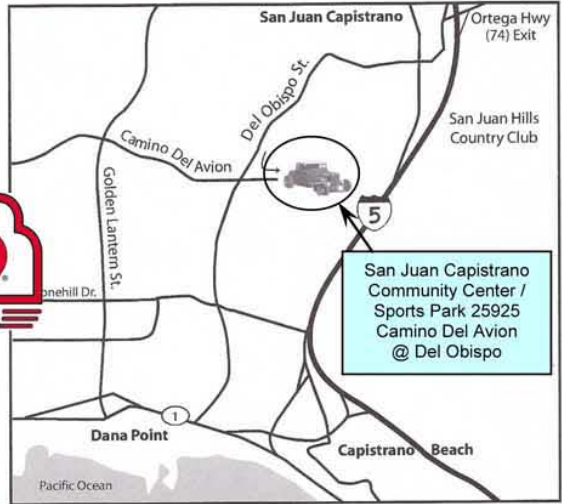 San Juan Capistrano
Ortega Hwy
(74) Exit
Del Obispo St.
San Juan Hills
Country Club
Camino Del Avion
Golden Lantern St.
5
San Juan Capistrano
Community Center /
Sports Park 25925
Camino Del Avion
@ Del Obispo
®
onehill Dr.
1
Dana Point
Capistrano Beach
Pacific Ocean